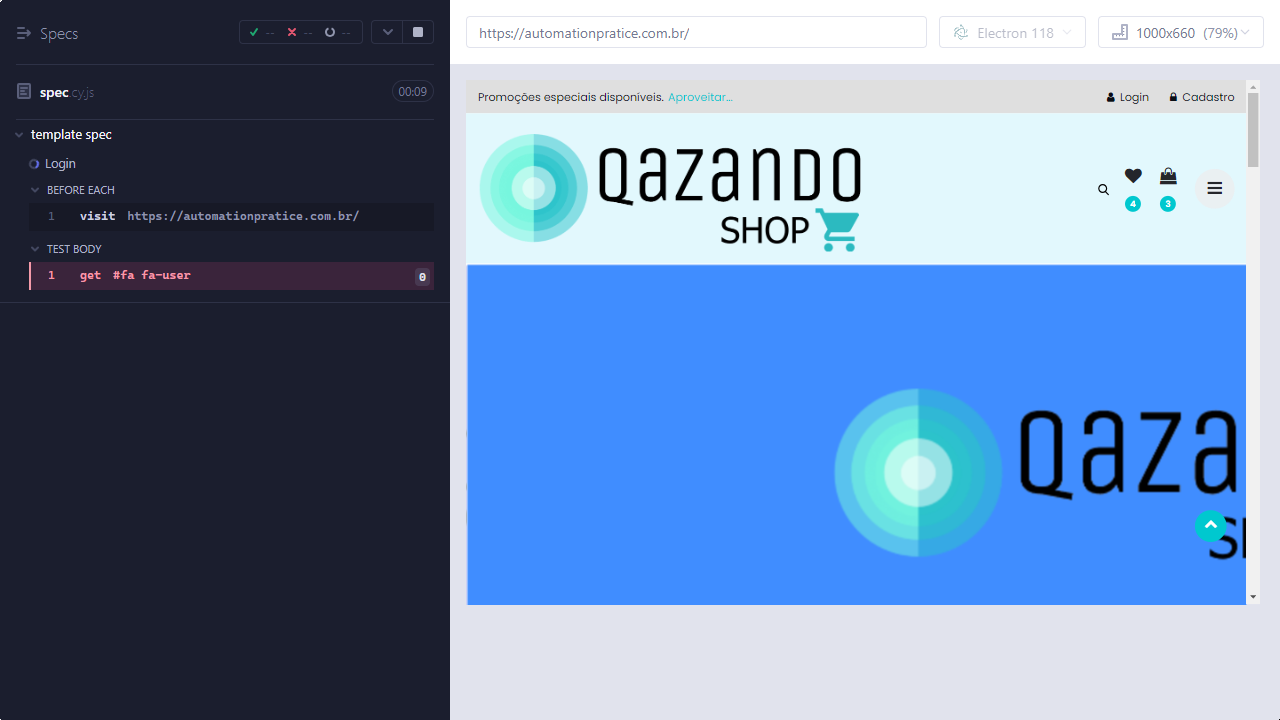 Specs
-- -- --
spec.cy.js 00:09
template spec
Login
BEFORE EACH
1 visit https://automationpratice.com.br/
TEST BODY
1 get #fa fa-user 0
https://automationpratice.com.br/ Electron 118 1000x660 (79%)
Promoções especiais disponíveis. Aproveitar... Login Cadastro
QAZANDO
SHOP
4 3
QAZA
SH